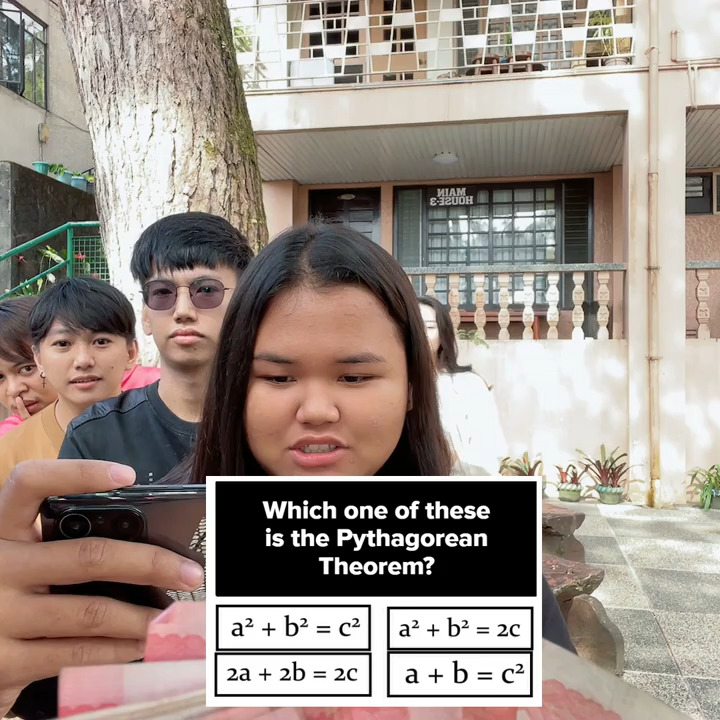 MAIN
HOUSE-3
Which one of these
is the Pythagorean
Theorem?
a² + b² = c²
a² + b² = 2c
2a + 2b = 2c
a + b = c²